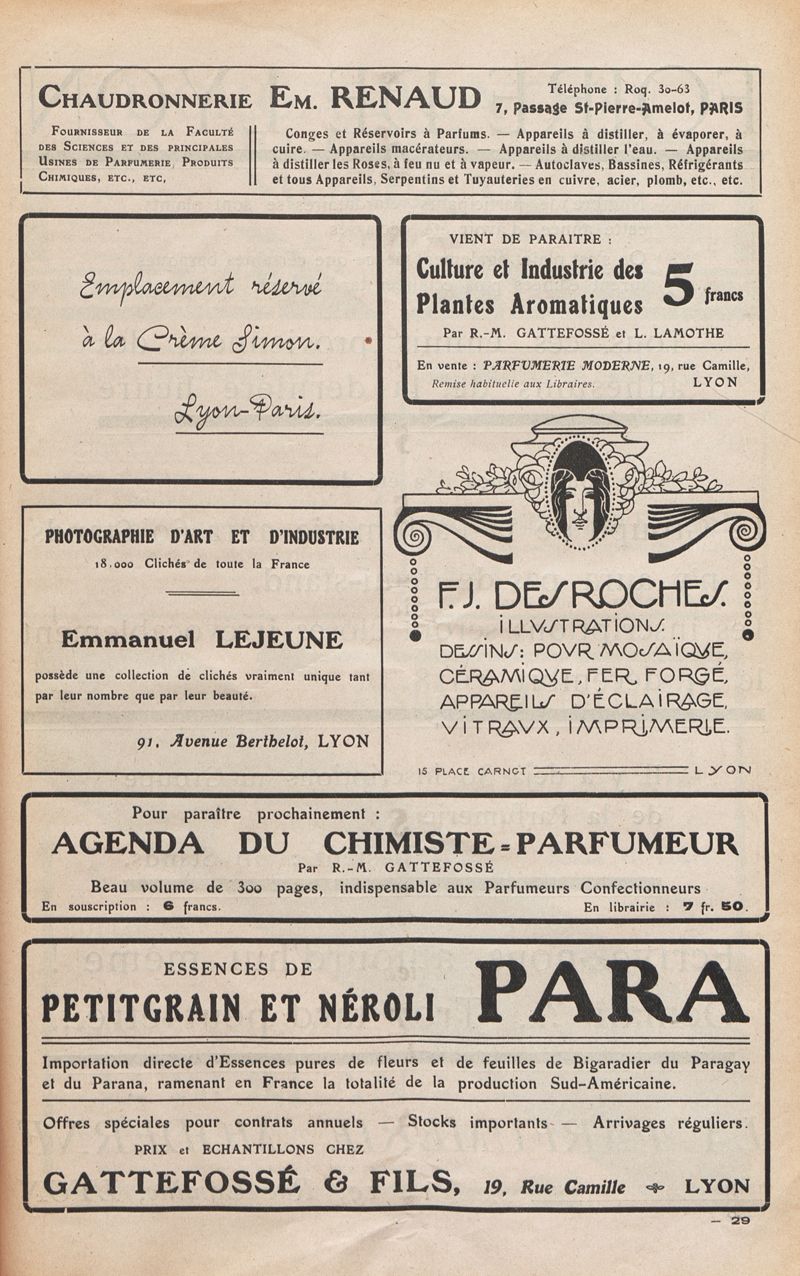 CHAUDRONNERIE EM. RENAUD
Téléphone : Roq. 30-63
7, Passage St-Pierre-Amelot, PARIS
FOURNISSEUR DE LA FACULTÉ
DES SCIENCES ET DES PRINCIPALES
USINES DE PARFUMERIE, PRODUITS
CHIMIQUES, ETC., ETC,
Conges et Réservoirs à Parfums. — Appareils à distiller, à évaporer, à
cuire. — Appareils macérateurs. — Appareils à distiller l'eau. — Appareils
à distiller les Roses, à feu nu et à vapeur. — Autoclaves, Bassines, Réfrigérants
et tous Appareils, Serpentins et Tuyauteries en cuivre, acier, plomb, etc., etc.
Emplacement réservé
à la Crème Simon.
Lyon-Paris.
VIENT DE PARAITRE :
Culture et Industrie des
Plantes Aromatiques
5 francs
Par R.-M. GATTEFOSSÉ et L. LAMOTHE
En vente : PARFUMERIE MODERNE, 19, rue Camille,
Remise habituelle aux Libraires. LYON
PHOTOGRAPHIE D'ART ET D'INDUSTRIE
18.000 Clichés de toute la France
Emmanuel LEJEUNE
possède une collection de clichés vraiment unique tant
par leur nombre que par leur beauté.
91, Avenue Berthelot, LYON
F.J. DESROCHES.
ILLVSTRATIONS.
DESSINS: POVR MOSAÏQVE,
CÉRAMIQVE, FER FORGÉ,
APPAREILS D'ÉCLAIRAGE,
VITRAVX, IMPRIMERIE.
15 PLACE CARNOT LYON
Pour paraître prochainement :
AGENDA DU CHIMISTE=PARFUMEUR
Par R.-M. GATTEFOSSÉ
Beau volume de 300 pages, indispensable aux Parfumeurs Confectionneurs
En souscription : 6 francs. En librairie : 7 fr. 50.
ESSENCES DE
PETITGRAIN ET NÉROLI PARA
Importation directe d'Essences pures de fleurs et de feuilles de Bigaradier du Paragay
et du Parana, ramenant en France la totalité de la production Sud-Américaine.
Offres spéciales pour contrats annuels — Stocks importants — Arrivages réguliers.
PRIX et ECHANTILLONS CHEZ
GATTEFOSSÉ & FILS, 19, Rue Camille LYON
— 29